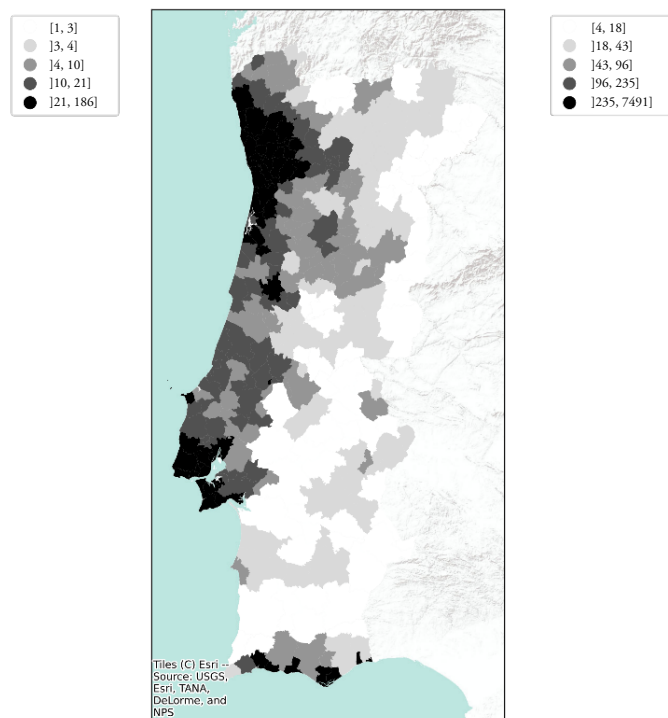 [1, 3]
]3, 4]
]4, 10]
]10, 21]
]21, 186]
[4, 18]
]18, 43]
]43, 96]
]96, 235]
]235, 7491]
Tiles (C) Esri --
Source: USGS,
Esri, TANA,
DeLorme, and
NPS